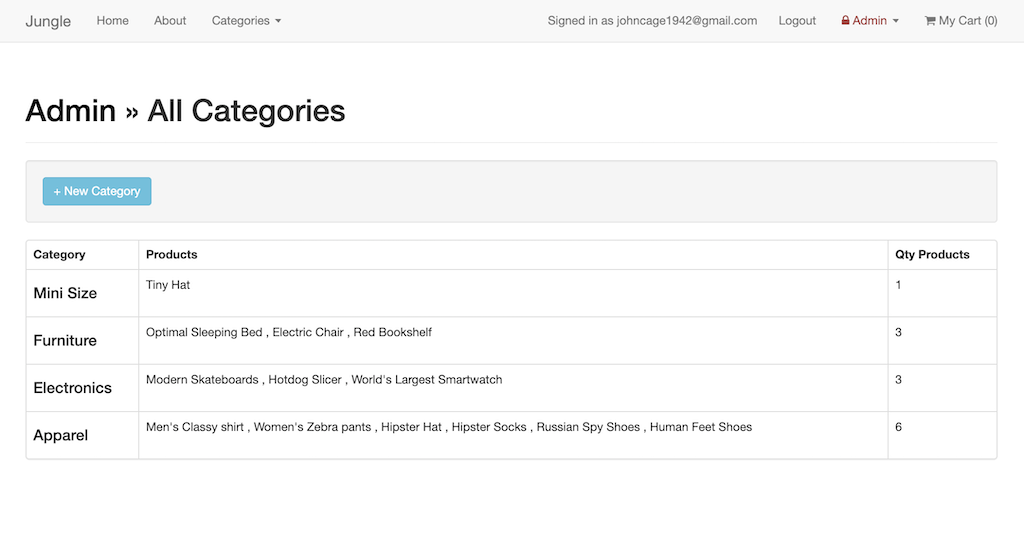 Jungle Home About Categories Signed in as johncage1942@gmail.com Logout Admin My Cart (0)
Admin » All Categories
+ New Category
Category Products Qty Products
Mini Size Tiny Hat 1
Furniture Optimal Sleeping Bed , Electric Chair , Red Bookshelf 3
Electronics Modern Skateboards , Hotdog Slicer , World's Largest Smartwatch 3
Apparel Men's Classy shirt , Women's Zebra pants , Hipster Hat , Hipster Socks , Russian Spy Shoes , Human Feet Shoes 6